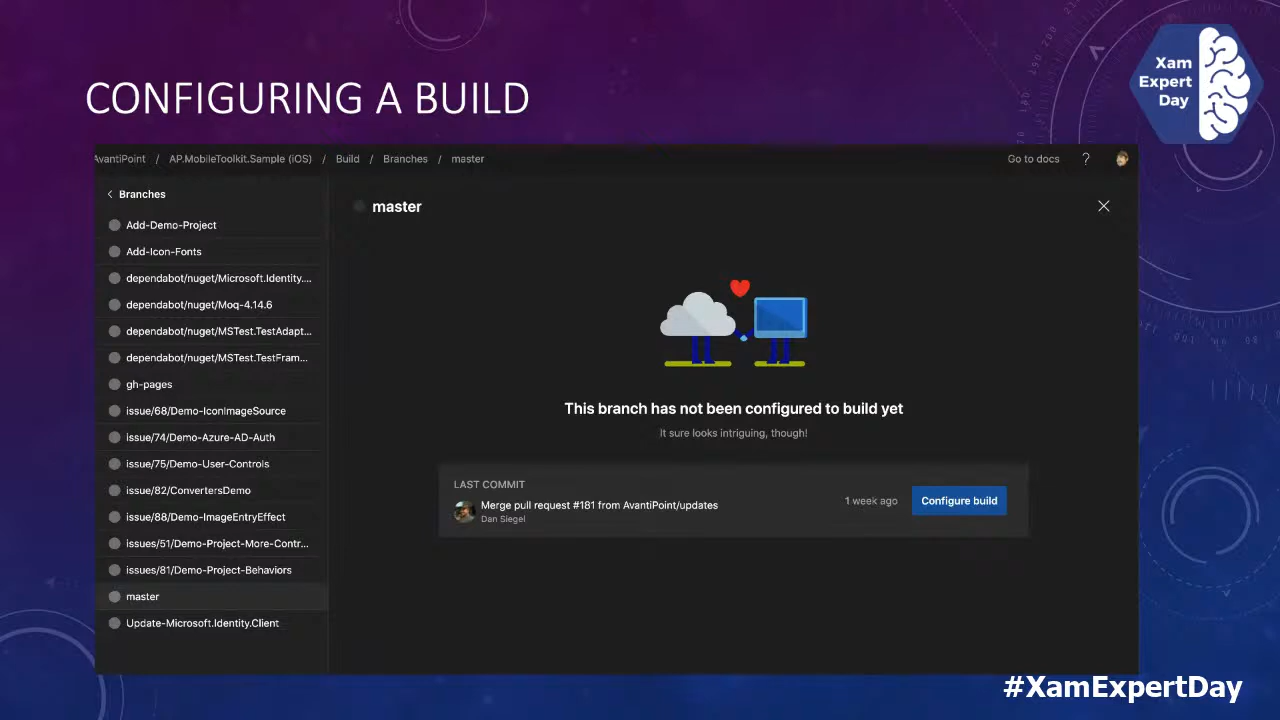 CONFIGURING A BUILD
Xam
Expert
Day
AvantiPoint / AP.MobileToolkit.Sample (iOS) / Build / Branches / master
Go to docs ?
Branches
Add-Demo-Project
Add-Icon-Fonts
dependabot/nuget/Microsoft.Identity....
dependabot/nuget/Moq-4.14.6
dependabot/nuget/MSTest.TestAdapt...
dependabot/nuget/MSTest.TestFram...
gh-pages
issue/68/Demo-IconImageSource
issue/74/Demo-Azure-AD-Auth
issue/75/Demo-User-Controls
issue/82/ConvertersDemo
issue/88/Demo-ImageEntryEffect
issues/51/Demo-Project-More-Contr...
issues/81/Demo-Project-Behaviors
master
Update-Microsoft.Identity.Client
master
This branch has not been configured to build yet
It sure looks intriguing, though!
LAST COMMIT
Merge pull request #181 from AvantiPoint/updates
Dan Siegel
1 week ago
Configure build
#XamExpertDay